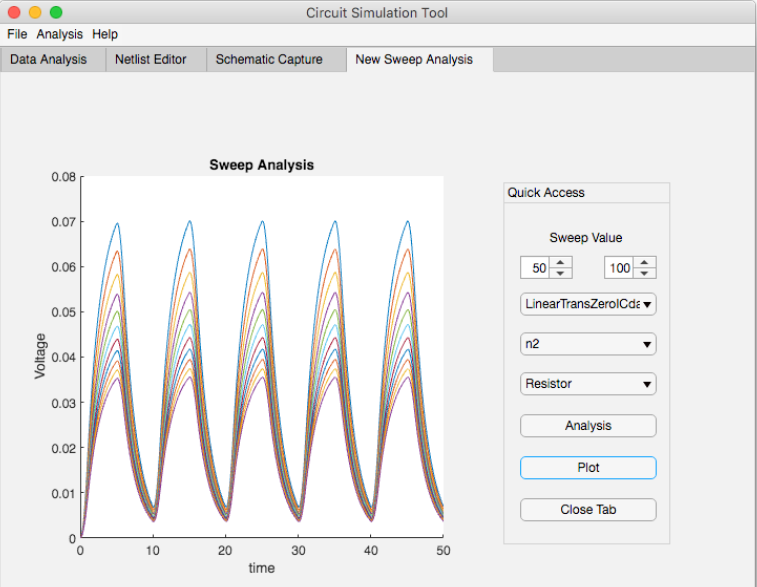 Circuit Simulation Tool
File Analysis Help
Data Analysis Netlist Editor Schematic Capture New Sweep Analysis
Sweep Analysis
0.08
0.07
0.06
0.05
0.04
0.03
0.02
0.01
0
Voltage
0 10 20 30 40 50
time
Quick Access
Sweep Value
50 100
LinearTransZeroICda
n2
Resistor
Analysis
Plot
Close Tab